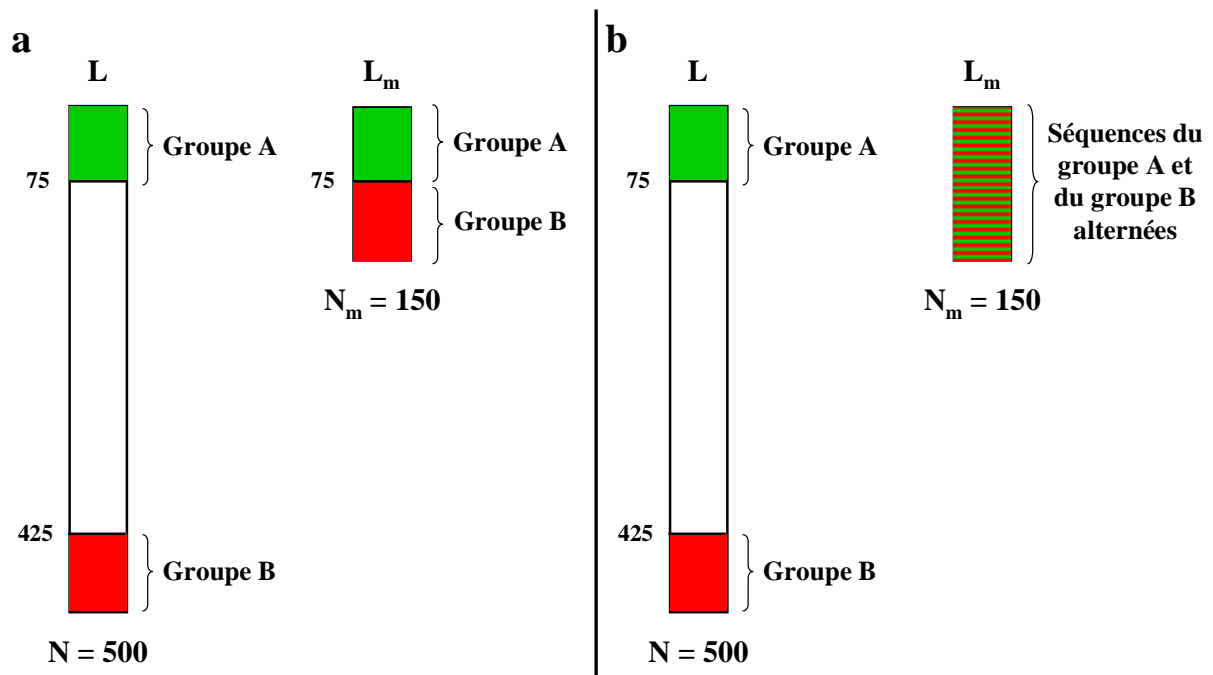 a
L
L_m
Groupe A
Groupe A
75
75
Groupe B
N_m = 150
425
Groupe B
N = 500
b
L
L_m
Groupe A
Séquences du
groupe A et
du groupe B
alternées
75
N_m = 150
425
Groupe B
N = 500